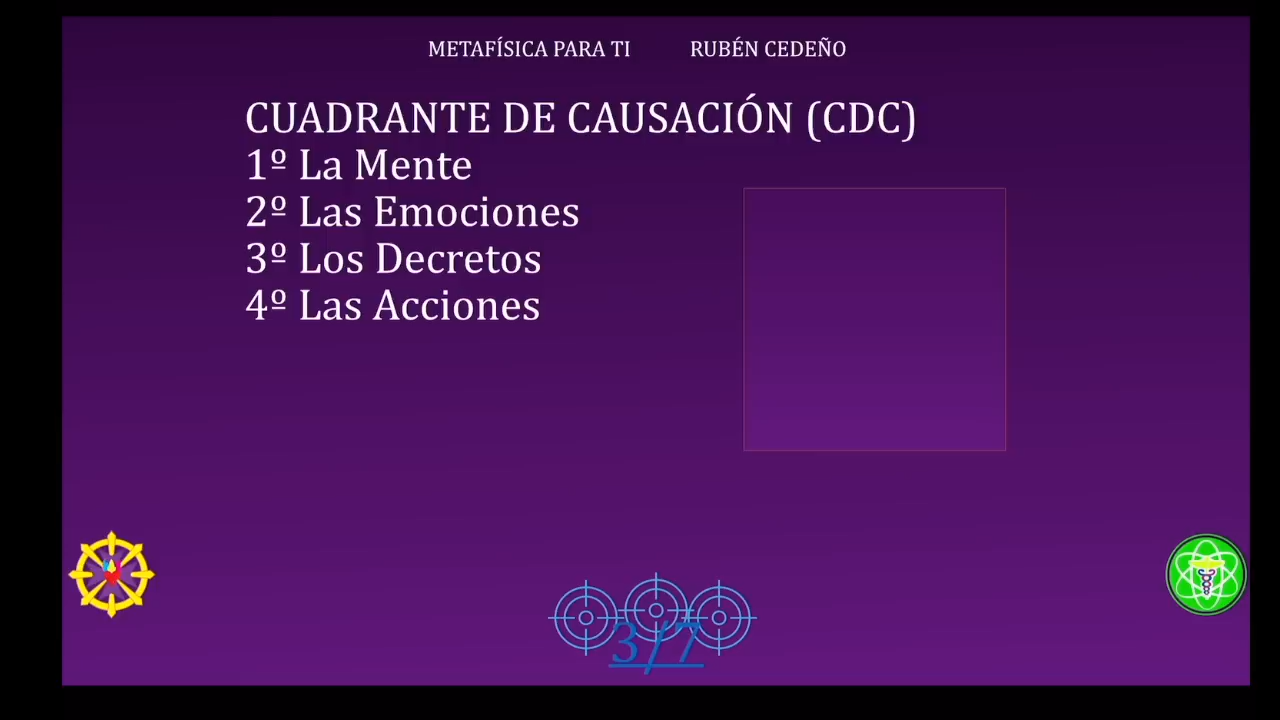 METAFÍSICA PARA TI RUBÉN CEDEÑO
CUADRANTE DE CAUSACIÓN (CDC)
1º La Mente
2º Las Emociones
3º Los Decretos
4º Las Acciones
3/7